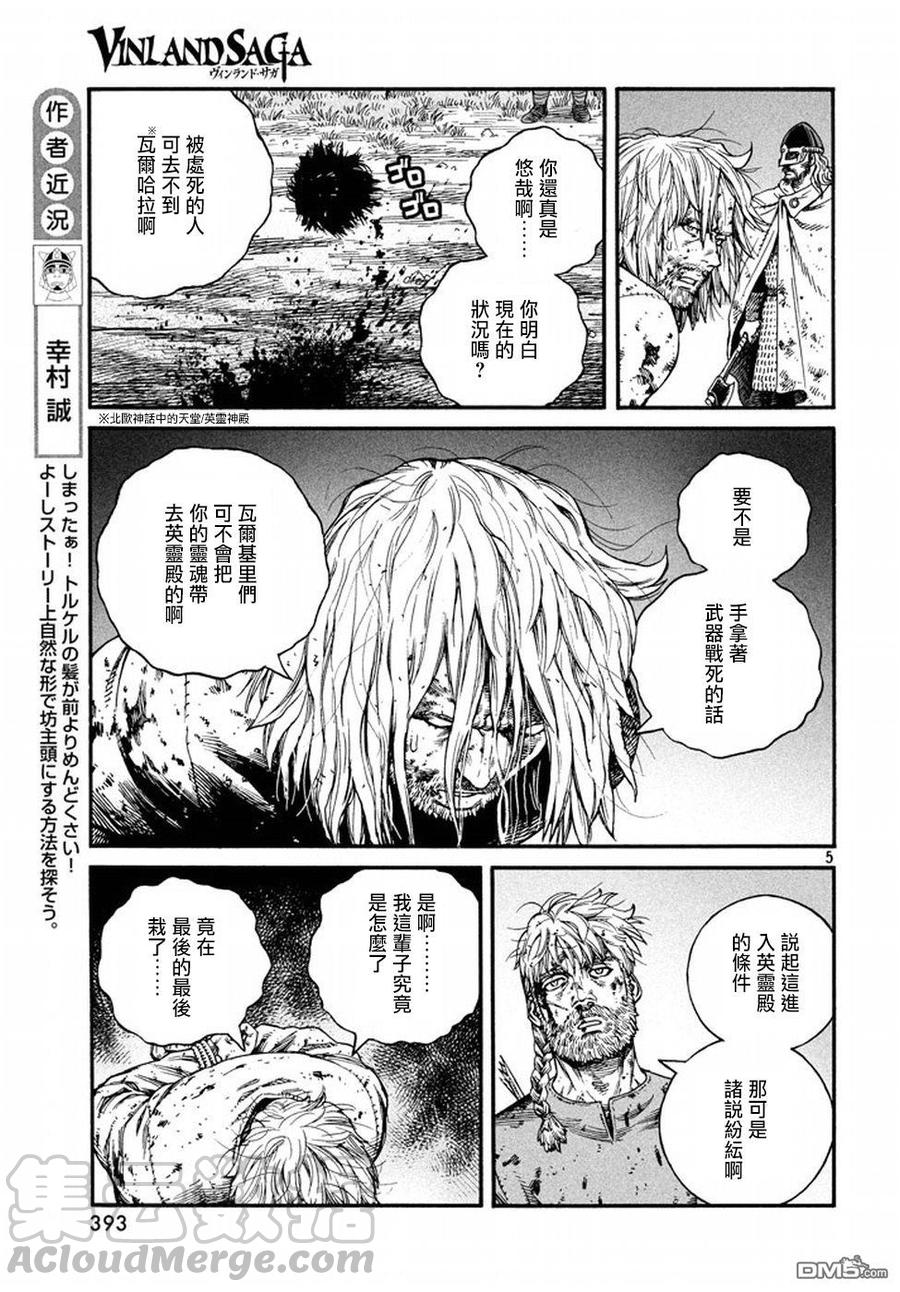 VINLAND SAGA
ヴィンランド・サガ
你還真是
悠哉啊……
你明白
現在的
狀況嗎?
ゴロ
ゴロ
被處死的人
可去不到
※瓦爾哈拉啊
※北歐神話中的天堂/英靈神殿
要不是
手拿著
武器戰死的話
瓦爾基里們
可不會把
你的靈魂帶
去英靈殿的啊
5
説起這進
入英靈殿
的條件
那可是
諸説紛紜啊
是啊………
我這輩子究竟
是怎麼了
竟在
最後的最後
栽了……
作者近況
幸村誠
しまったぁ!トルケルの髪が前よりめんどくさい!
よーしストーリー上自然な形で坊主頭にする方法を探そう。
393
集云数据
ACloudMerge.com
DM5.com